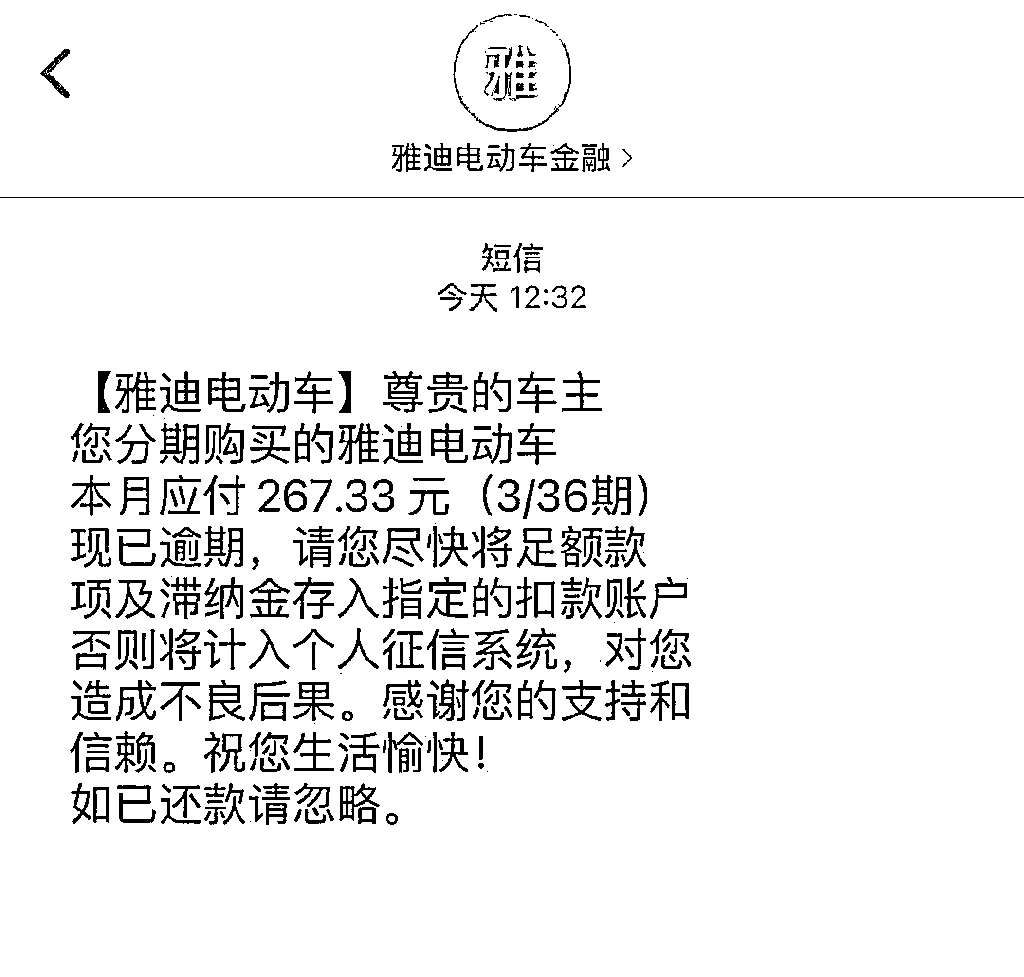 雅
雅迪电动车金融
短信
今天 12:32
【雅迪电动车】尊贵的车主
您分期购买的雅迪电动车
本月应付 267.33 元（3/36期）
现已逾期，请您尽快将足额款
项及滞纳金存入指定的扣款账户
否则将计入个人征信系统，对您
造成不良后果。感谢您的支持和
信赖。祝您生活愉快！
如已还款请忽略。